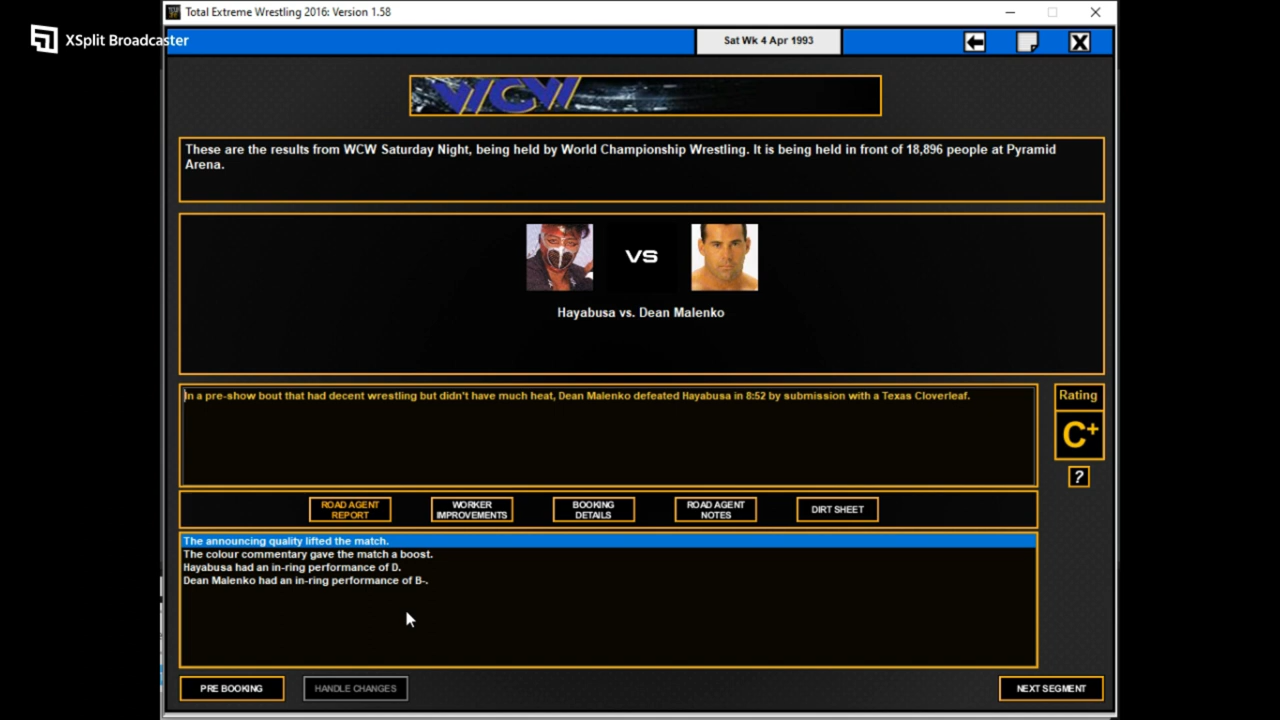 Total Extreme Wrestling 2016: Version 1.58
XSplit Broadcaster
Sat Wk 4 Apr 1993
WCW
These are the results from WCW Saturday Night, being held by World Championship Wrestling. It is being held in front of 18,896 people at Pyramid
Arena.
VS
Hayabusa vs. Dean Malenko
In a pre-show bout that had decent wrestling but didn't have much heat, Dean Malenko defeated Hayabusa in 8:52 by submission with a Texas Cloverleaf.
Rating
C+
?
ROAD AGENT
REPORT
WORKER
IMPROVEMENTS
BOOKING
DETAILS
ROAD AGENT
NOTES
DIRT SHEET
The announcing quality lifted the match.
The colour commentary gave the match a boost.
Hayabusa had an in-ring performance of D.
Dean Malenko had an in-ring performance of B-.
PRE BOOKING
HANDLE CHANGES
NEXT SEGMENT